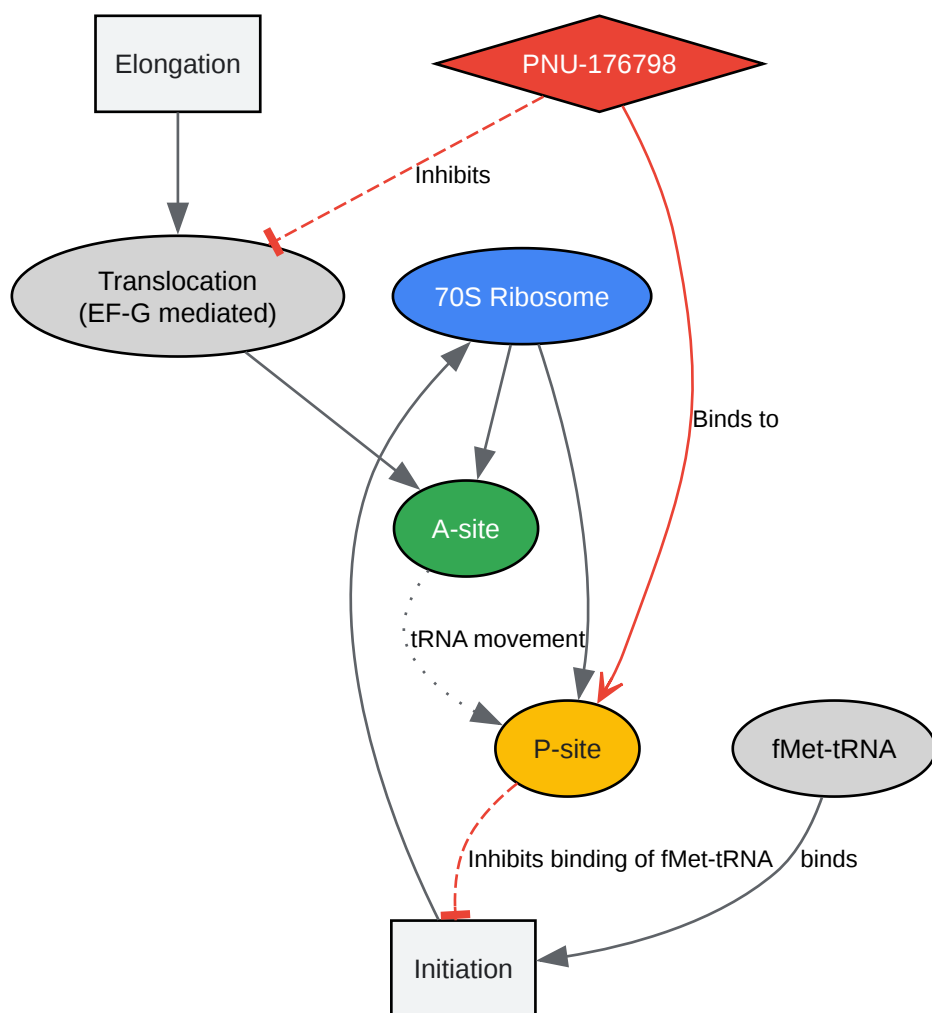 Elongation
PNU-176798
Inhibits
Translocation
(EF-G mediated)
70S Ribosome
Binds to
A-site
tRNA movement
P-site
fMet-tRNA
Inhibits binding of fMet-tRNA
binds
Initiation